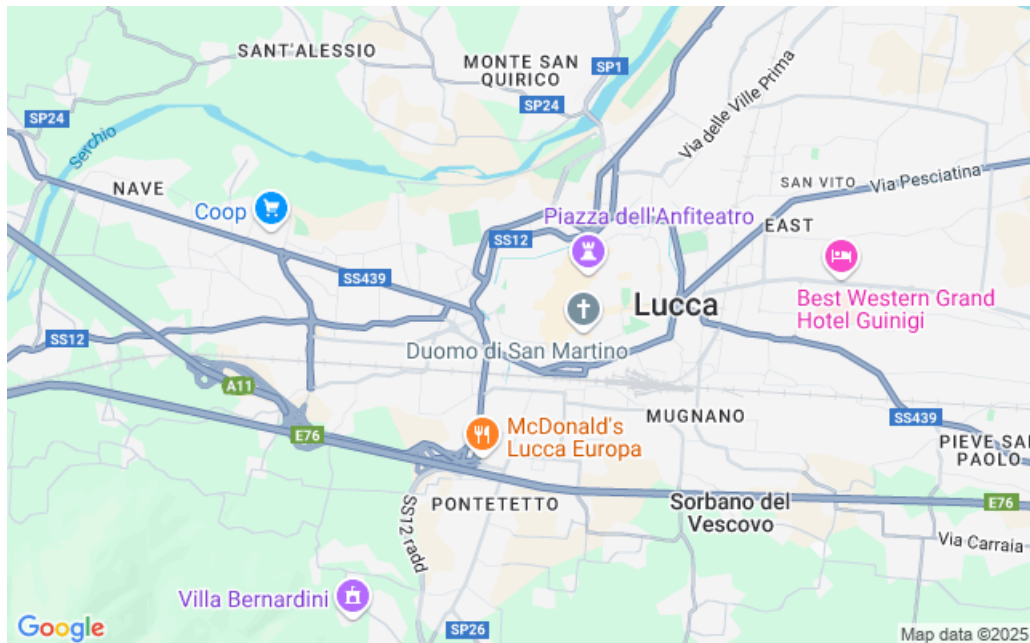 SANT'ALESSIO
MONTE SAN
QUIRICO
SP1
SP24
SP24
Via delle Ville Prima
Serchio
NAVE
SAN VITO
Via Pesciatina
Coop
Piazza dell'Anfiteatro
EAST
SS12
SS439
Lucca
Best Western Grand
Hotel Guinigi
SS12
Duomo di San Martino
A11
MUGNANO
SS439
E76
McDonald's
Lucca Europa
PIEVE SAN
PAOLO
PONTETETTO
Sorbano del
Vescovo
E76
SS12 radd
Via Carraia
Villa Bernardini
SP26
Google
Map data ©2025